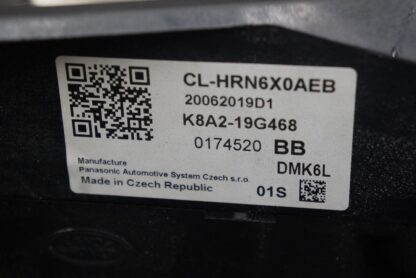 CL-HRN6X0AEB
20062019D1
K8A2-19G468
0174520 BB
DMK6L
Manufacture
Panasonic Automotive System Czech s.r.o.
Made in Czech Republic 01S